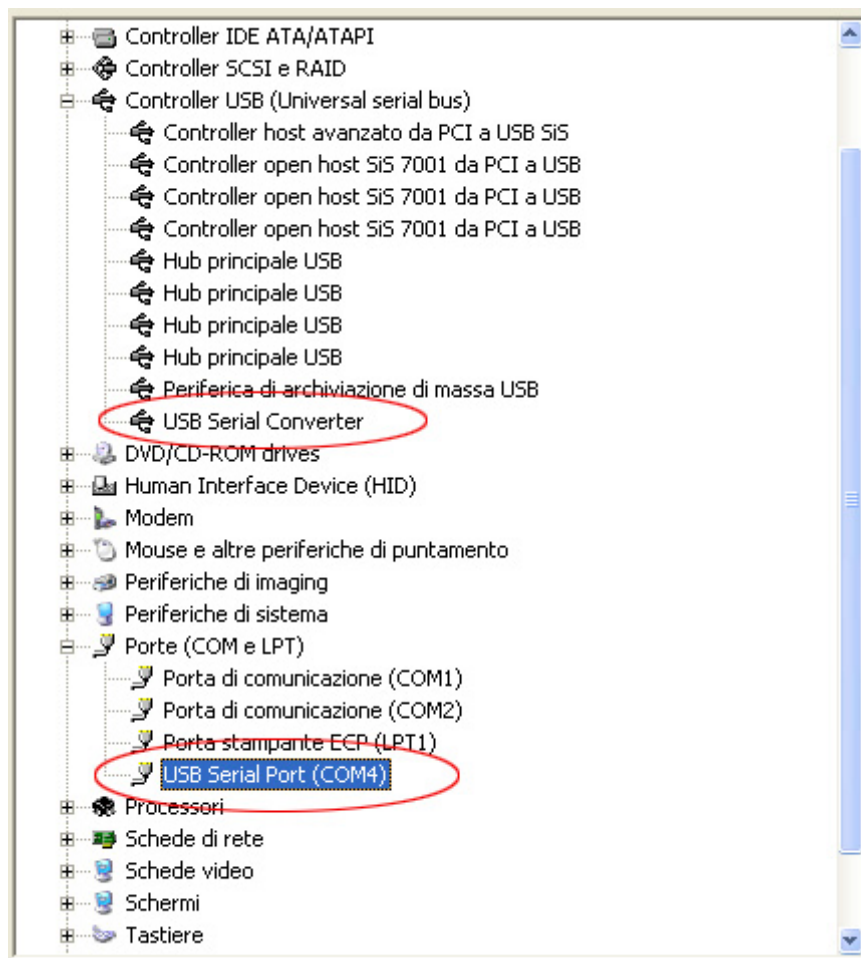 Controller IDE ATA/ATAPI
Controller SCSI e RAID
Controller USB (Universal serial bus)
Controller host avanzato da PCI a USB SiS
Controller open host SiS 7001 da PCI a USB
Controller open host SiS 7001 da PCI a USB
Controller open host SiS 7001 da PCI a USB
Hub principale USB
Hub principale USB
Hub principale USB
Hub principale USB
Periferica di archiviazione di massa USB
USB Serial Converter
DVD/CD-ROM drives
Human Interface Device (HID)
Modem
Mouse e altre periferiche di puntamento
Periferiche di imaging
Periferiche di sistema
Porte (COM e LPT)
Porta di comunicazione (COM1)
Porta di comunicazione (COM2)
Porta stampante ECP (LPT1)
USB Serial Port (COM4)
Processori
Schede di rete
Schede video
Schermi
Tastiere